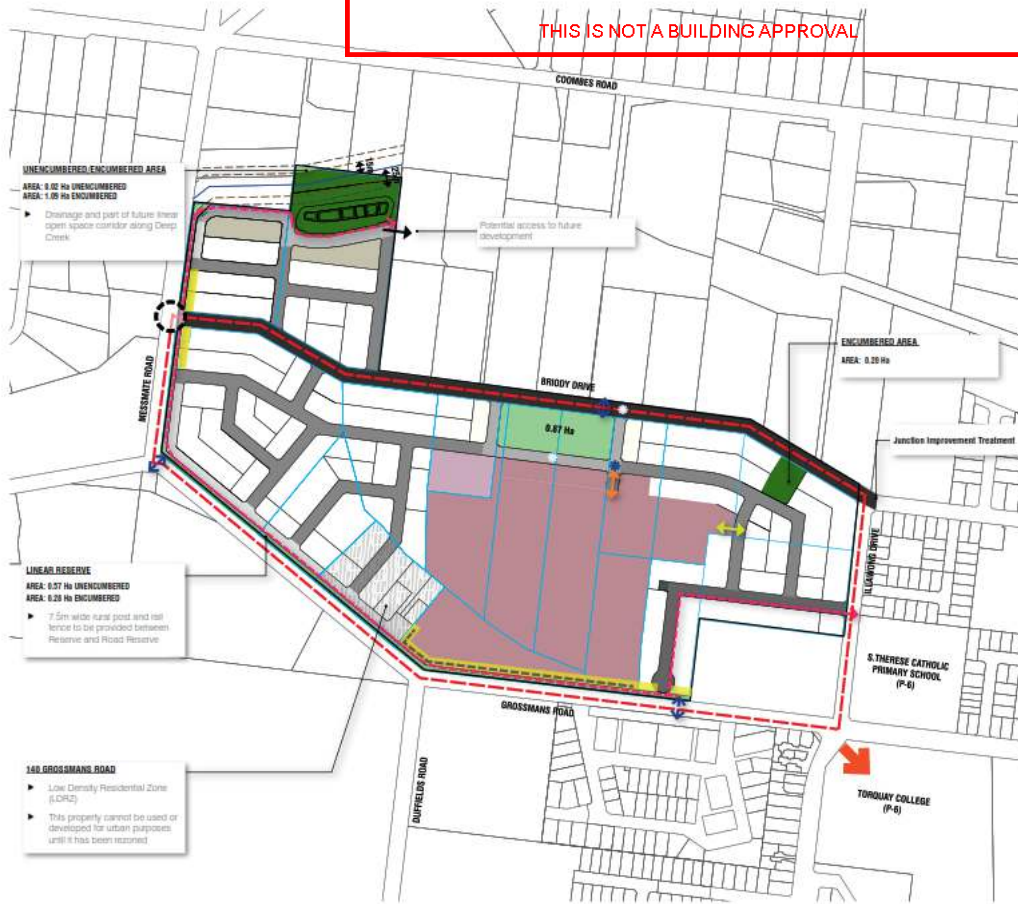 THIS IS NOT A BUILDING APPROVAL
COOMBES ROAD
UNENCUMBERED/ENCUMBERED AREA
AREA: 0.02 Ha UNENCUMBERED
AREA: 1.09 Ha ENCUMBERED
► Drainage and part of future linear
open space corridor along Deep
Creek
Potential access to future
development
ENCUMBERED AREA
AREA: 0.20 Ha
MESSMATE ROAD
BRIODY DRIVE
0.87 Ha
Junction Improvement Treatment
ILLAWONG DRIVE
LINEAR RESERVE
AREA: 0.57 Ha UNENCUMBERED
AREA: 0.28 Ha ENCUMBERED
► 7.5m wide rural post and rail
fence to be provided between
Reserve and Road Reserve
S.THERESE CATHOLIC
PRIMARY SCHOOL
(P-6)
GROSSMANS ROAD
140 GROSSMANS ROAD
► Low Density Residential Zone
(LDRZ)
► This property cannot be used or
developed for urban purposes
until it has been rezoned
DUFFIELDS ROAD
TORQUAY COLLEGE
(P-6)